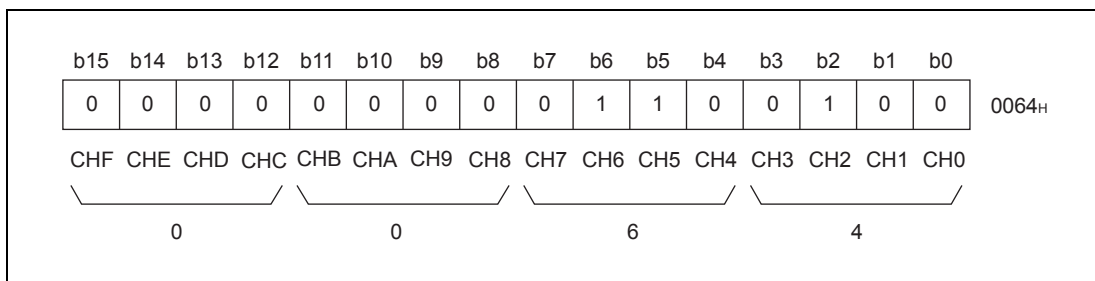 b15 b14 b13 b12 b11 b10 b9 b8 b7 b6 b5 b4 b3 b2 b1 b0
0 0 0 0 0 0 0 0 0 1 1 0 0 1 0 0 0064H
CHF CHE CHD CHC CHB CHA CH9 CH8 CH7 CH6 CH5 CH4 CH3 CH2 CH1 CH0
0 0 6 4